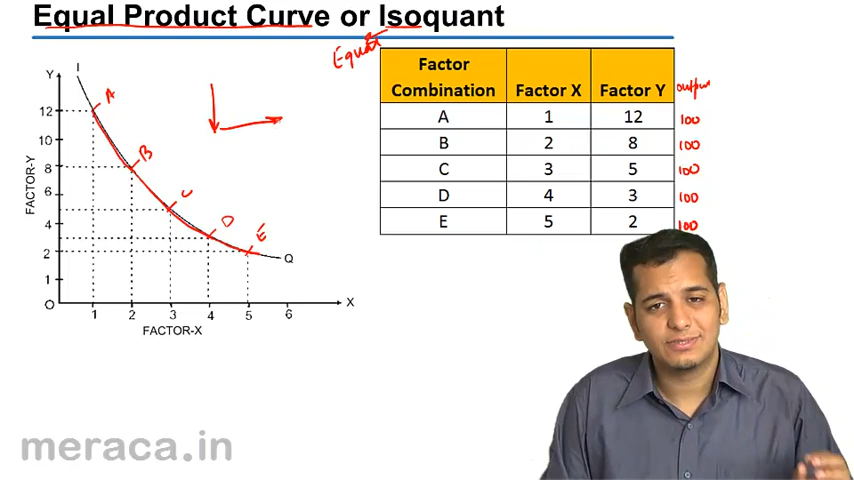 Equal Product Curve or Isoquant
Equal
Factor Combination Factor X Factor Y output
A 1 12 100
B 2 8 100
C 3 5 100
D 4 3 100
E 5 2 100
Y I
12 A
10
8 B
6
4 C D E
2 Q
1
O 1 2 3 4 5 6 X
FACTOR-Y
FACTOR-X
meraca.in